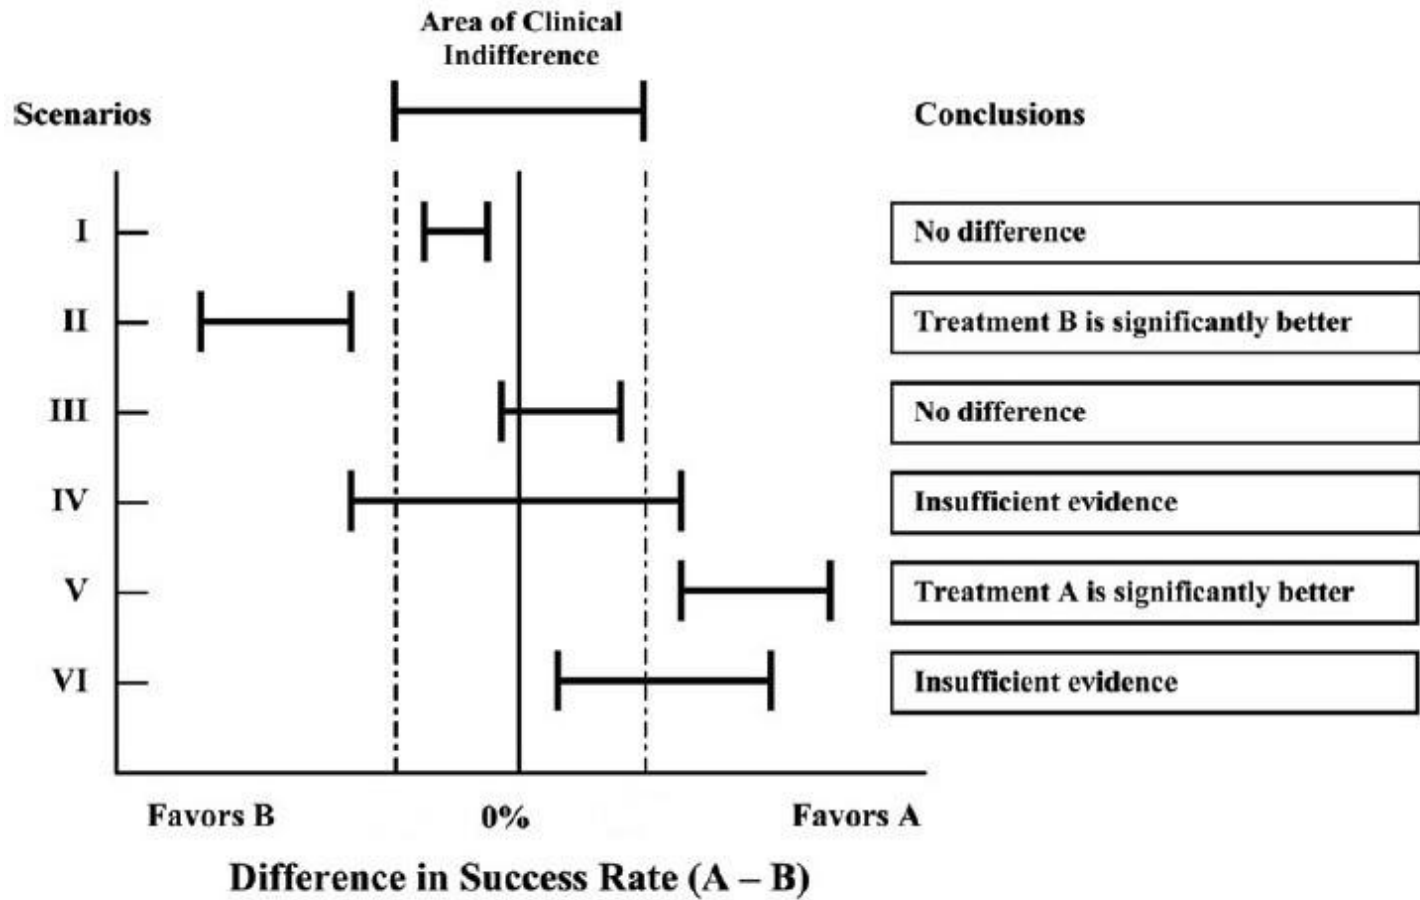 Area of Clinical
Indifference
Scenarios
Conclusions
I
No difference
II
Treatment B is significantly better
III
No difference
IV
Insufficient evidence
V
Treatment A is significantly better
VI
Insufficient evidence
Favors B
0%
Favors A
Difference in Success Rate (A – B)